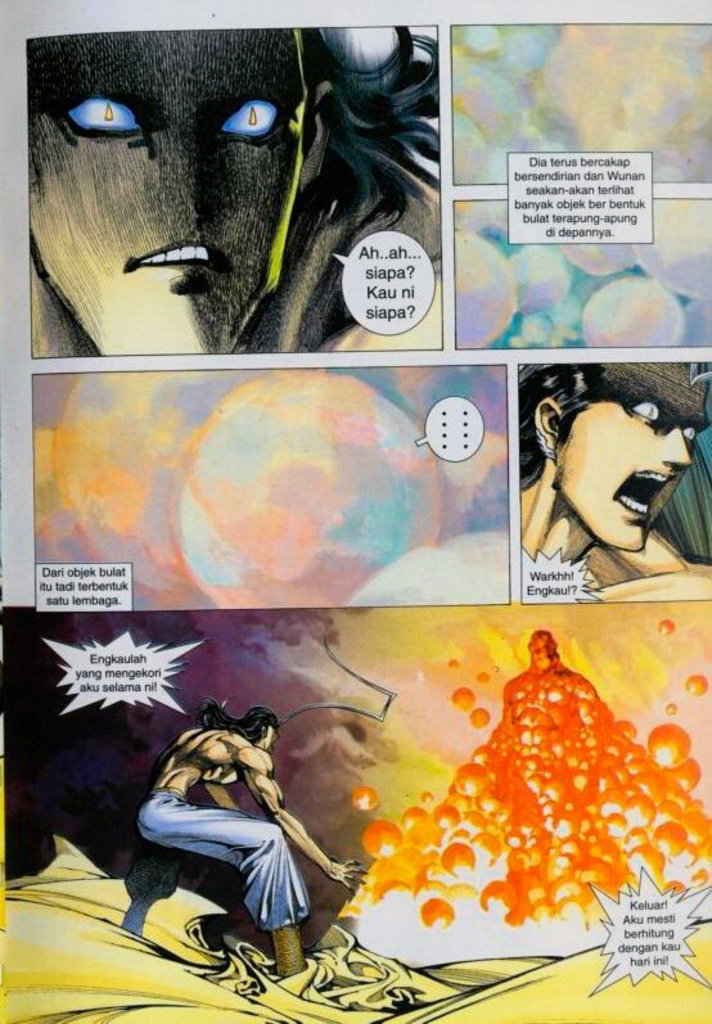 Ah..ah...
siapa?
Kau ni
siapa?
Dia terus bercakap
bersendirian dan Wunan
seakan-akan terlihat
banyak objek ber bentuk
bulat terapung-apung
di depannya.
Dari objek bulat
itu tadi terbentuk
satu lembaga.
Warkhh!
Engkau!?
Engkaulah
yang mengekori
aku selama ni!
Keluar!
Aku mesti
berhitung
dengan kau
hari ini!